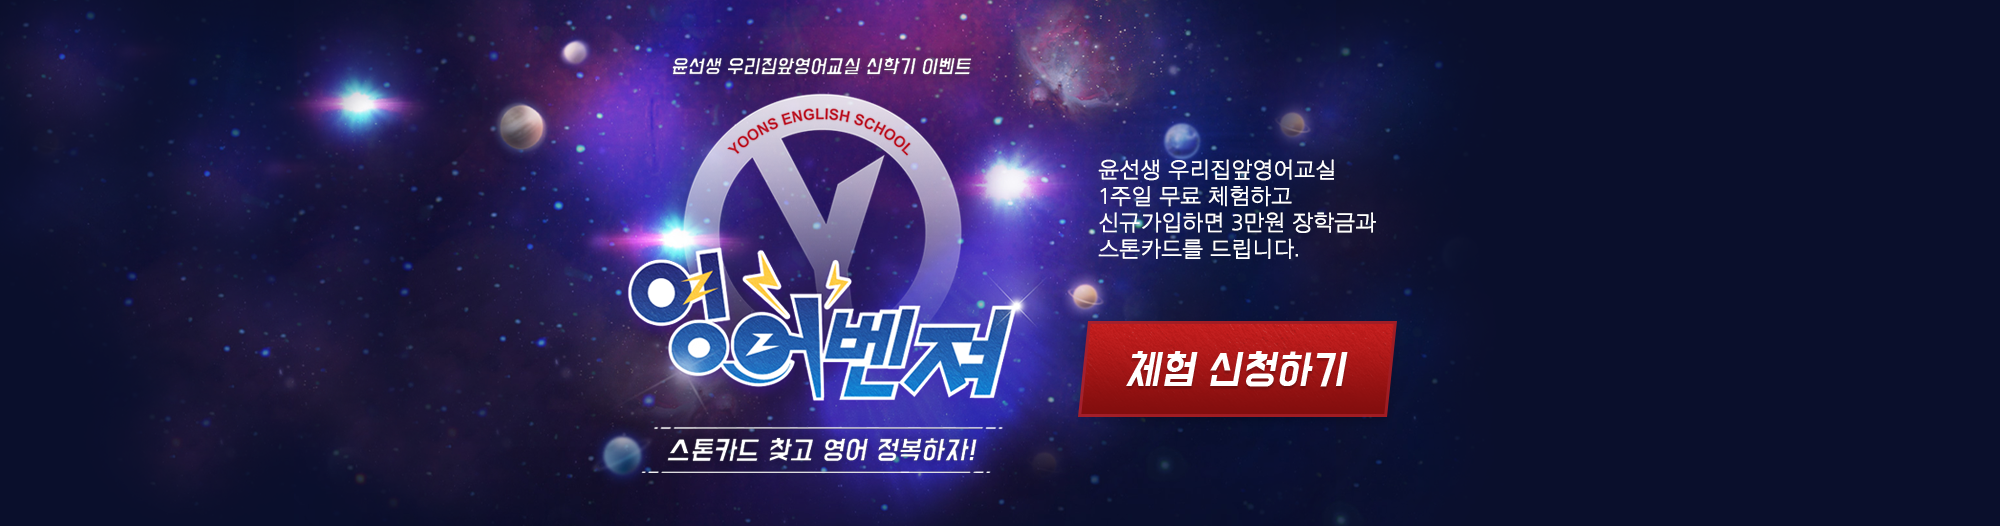 윤선생 우리집앞영어교실 신학기 이벤트
YOONS ENGLISH SCHOOL
영어벤져
스톤카드 찾고 영어 정복하자!
윤선생 우리집앞영어교실
1주일 무료 체험하고
신규가입하면 3만원 장학금과
스톤카드를 드립니다.
체험 신청하기